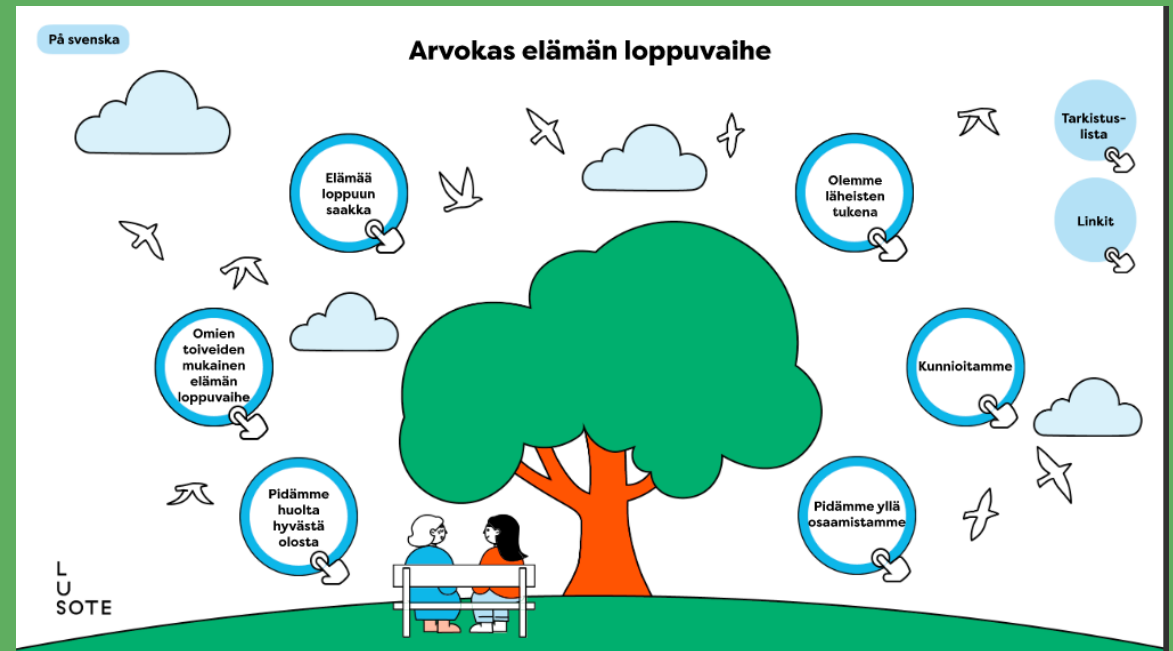 På svenska
Arvokas elämän loppuvaihe
Tarkistus-
lista
Linkit
Elämää
loppuun
saakka
Olemme
läheisten
tukena
Omien
toiveiden
mukainen
elämän
loppuvaihe
Kunnioitamme
Pidämme
huolta
hyvästä
olosta
Pidämme yllä
osaamistamme
L
U
SOTE